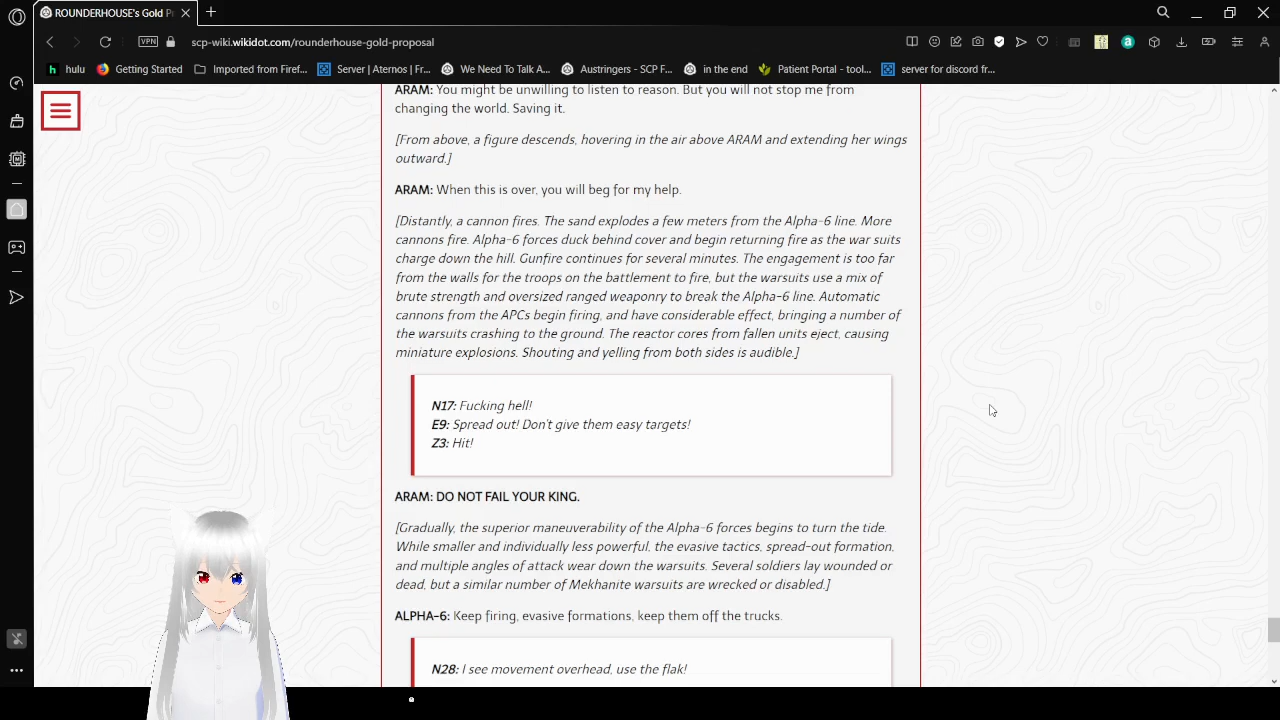 ROUNDERHOUSE's Gold P
VPN
scp-wiki.wikidot.com/rounderhouse-gold-proposal
h hulu
Getting Started
Imported from Firef...
Server | Aternos | Fr...
We Need To Talk A...
Austringers - SCP F...
in the end
Patient Portal - tool...
server for discord fr...
ARAM: You might be unwilling to listen to reason. But you will not stop me from
changing the world. Saving it.
[From above, a figure descends, hovering in the air above ARAM and extending her wings
outward.]
ARAM: When this is over, you will beg for my help.
[Distantly, a cannon fires. The sand explodes a few meters from the Alpha-6 line. More
cannons fire. Alpha-6 forces duck behind cover and begin returning fire as the war suits
charge down the hill. Gunfire continues for several minutes. The engagement is too far
from the walls for the troops on the battlement to fire, but the warsuits use a mix of
brute strength and oversized ranged weaponry to break the Alpha-6 line. Automatic
cannons from the APCs begin firing, and have considerable effect, bringing a number of
the warsuits crashing to the ground. The reactor cores from fallen units eject, causing
miniature explosions. Shouting and yelling from both sides is audible.]
N17: Fucking hell!
E9: Spread out! Don't give them easy targets!
Z3: Hit!
ARAM: DO NOT FAIL YOUR KING.
[Gradually, the superior maneuverability of the Alpha-6 forces begins to turn the tide.
While smaller and individually less powerful, the evasive tactics, spread-out formation,
and multiple angles of attack wear down the warsuits. Several soldiers lay wounded or
dead, but a similar number of Mekhanite warsuits are wrecked or disabled.]
ALPHA-6: Keep firing, evasive formations, keep them off the trucks.
N28: I see movement overhead, use the flak!